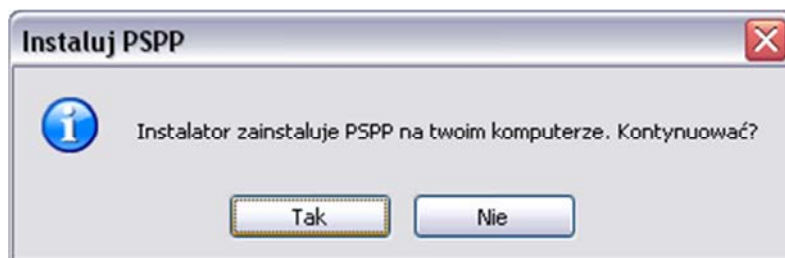 Instaluj PSPP
Instalator zainstaluje PSPP na twoim komputerze. Kontynuować?
Tak
Nie